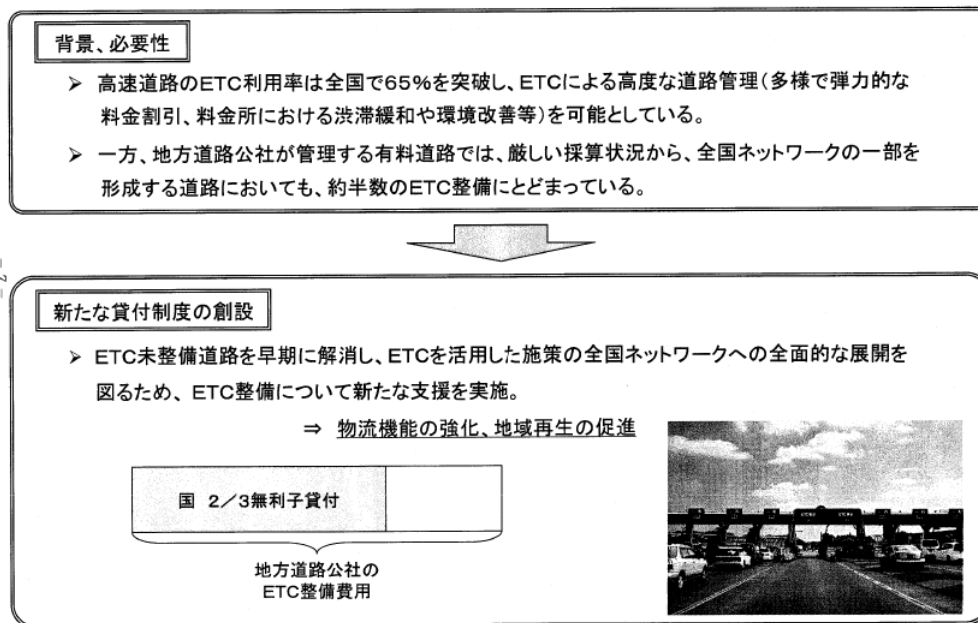 背景、必要性
➢ 高速道路のETC利用率は全国で65%を突破し、ETCによる高度な道路管理(多様で弾力的な
料金割引、料金所における渋滞緩和や環境改善等)を可能としている。
➢ 一方、地方道路公社が管理する有料道路では、厳しい採算状況から、全国ネットワークの一部を
形成する道路においても、約半数のETC整備にとどまっている。
-7-
新たな貸付制度の創設
➢ ETC未整備道路を早期に解消し、ETCを活用した施策の全国ネットワークへの全面的な展開を
図るため、ETC整備について新たな支援を実施。
⇒ 物流機能の強化、地域再生の促進
国 2/3無利子貸付
地方道路公社の
ETC整備費用